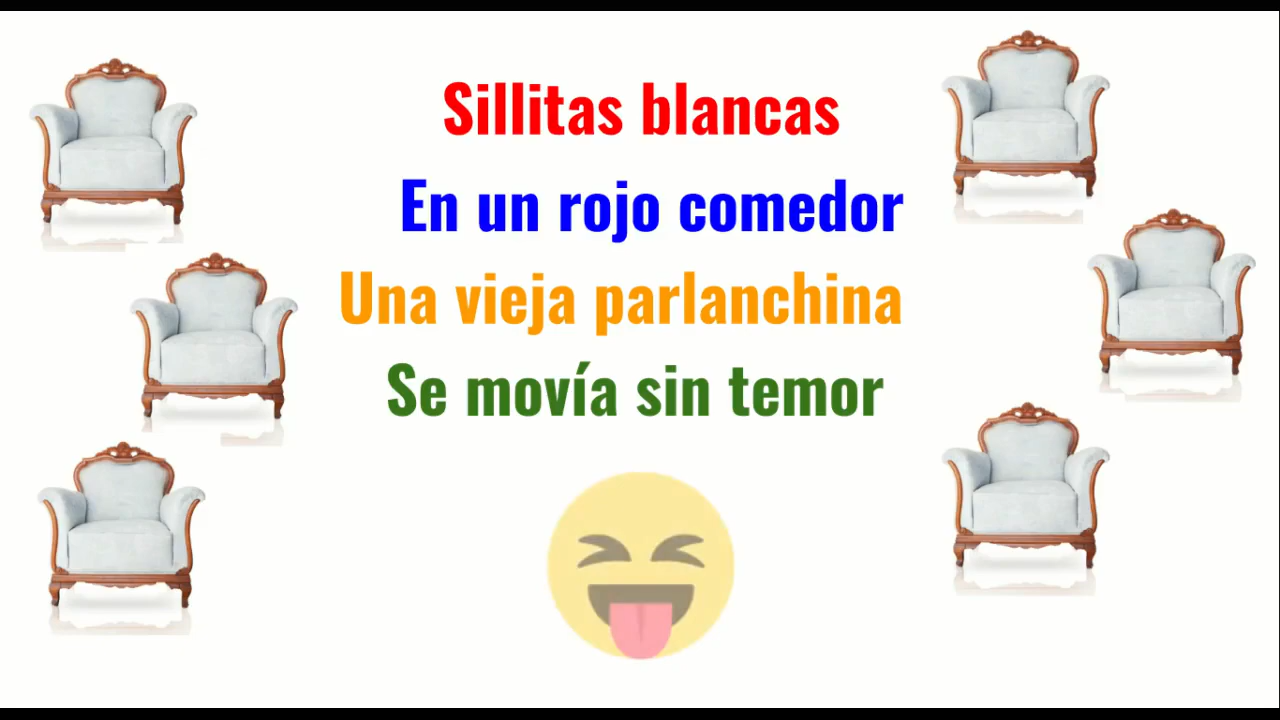 Sillitas blancas
En un rojo comedor
Una vieja parlanchina
Se movía sin temor